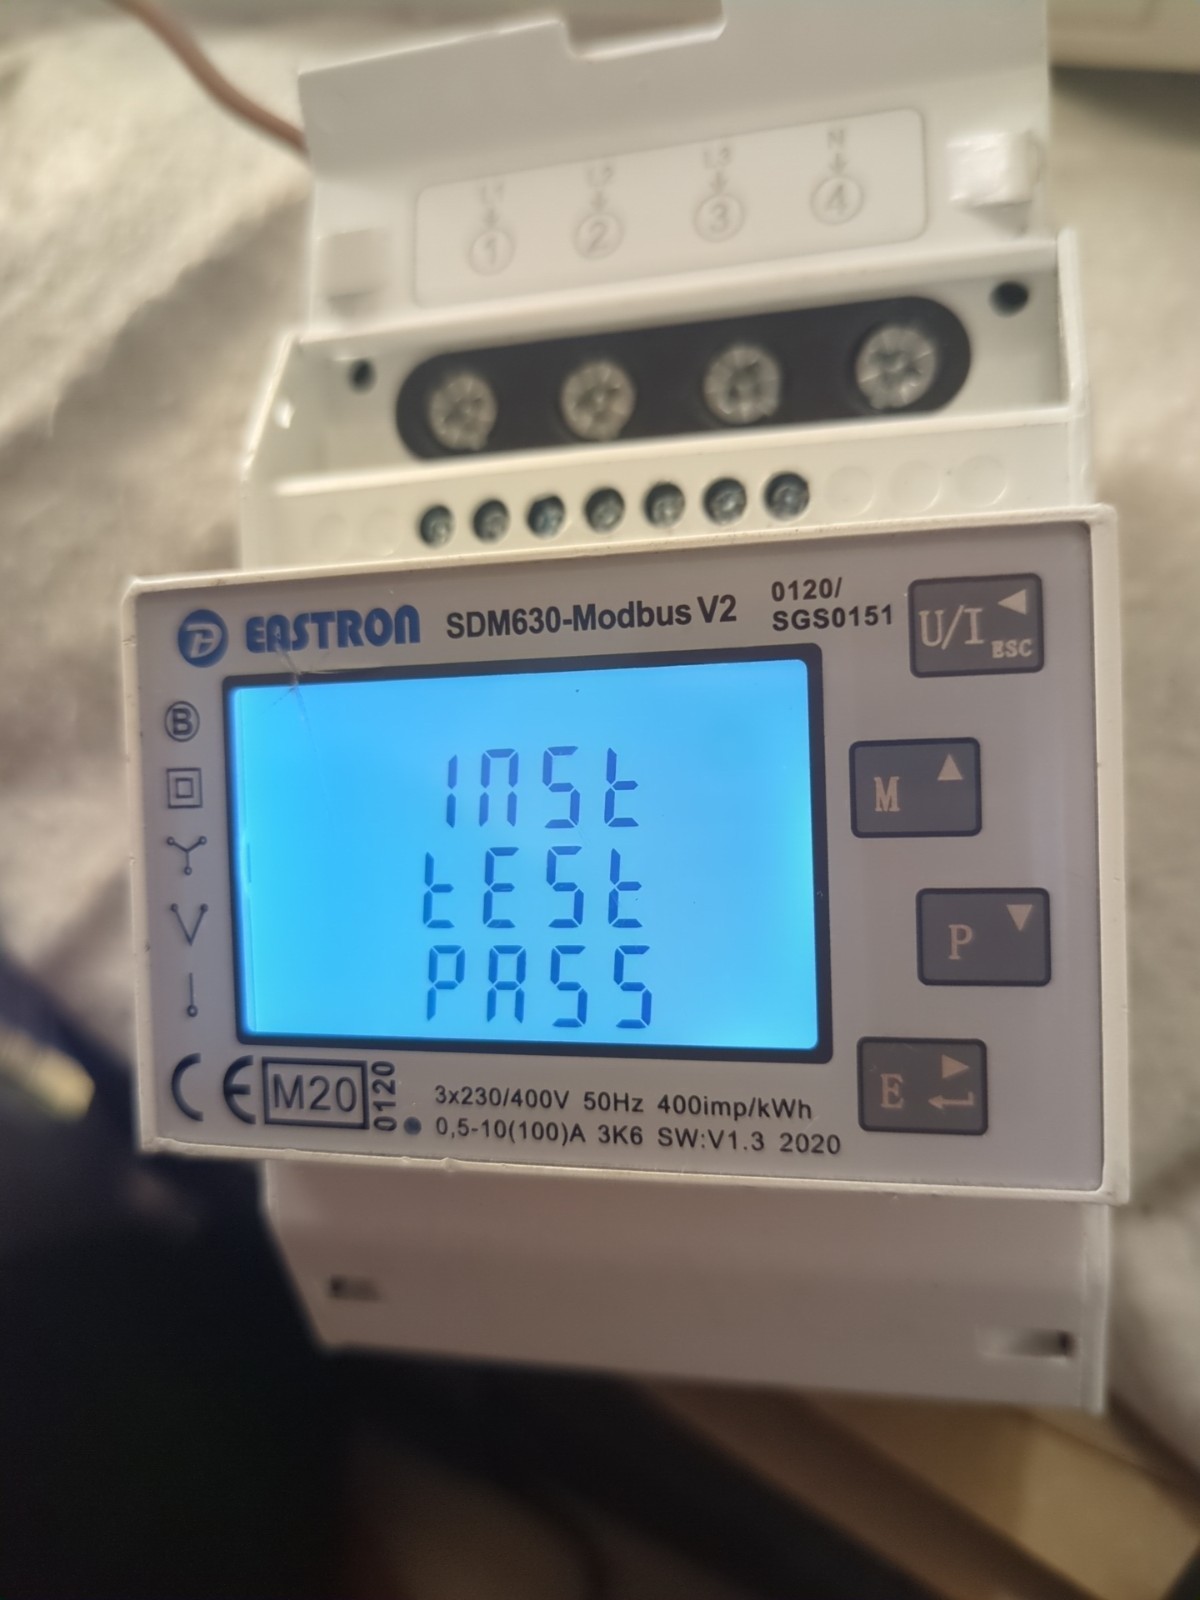 L1 L2 L3 N
1 2 3 4
EASTRON SDM630-Modbus V2 0120/
SGS0151
U/I ESC
B
INSt
tESt
PASS
M
P
E
CE M20 0120
3x230/400V 50Hz 400imp/kWh
0,5-10(100)A 3K6 SW:V1.3 2020